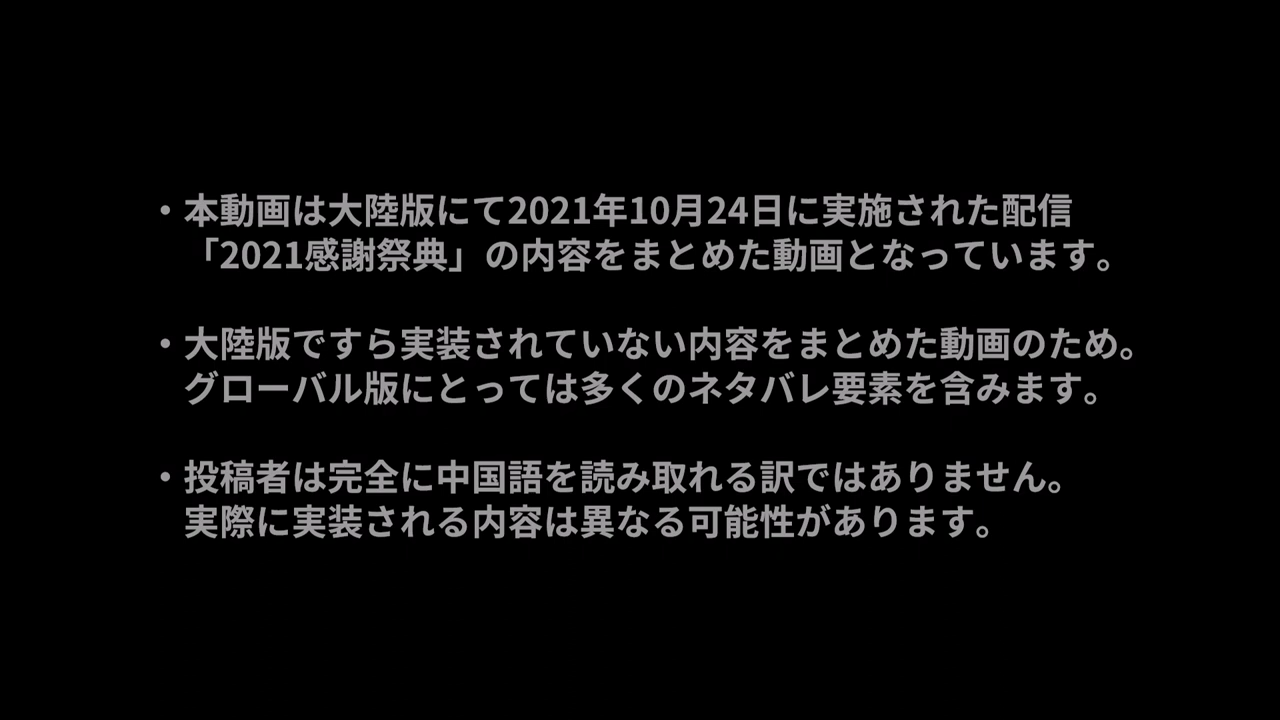 ・本動画は大陸版にて2021年10月24日に実施された配信
「2021感謝祭典」の内容をまとめた動画となっています。
・大陸版ですら実装されていない内容をまとめた動画のため。
グローバル版にとっては多くのネタバレ要素を含みます。
・投稿者は完全に中国語を読み取れる訳ではありません。
実際に実装される内容は異なる可能性があります。